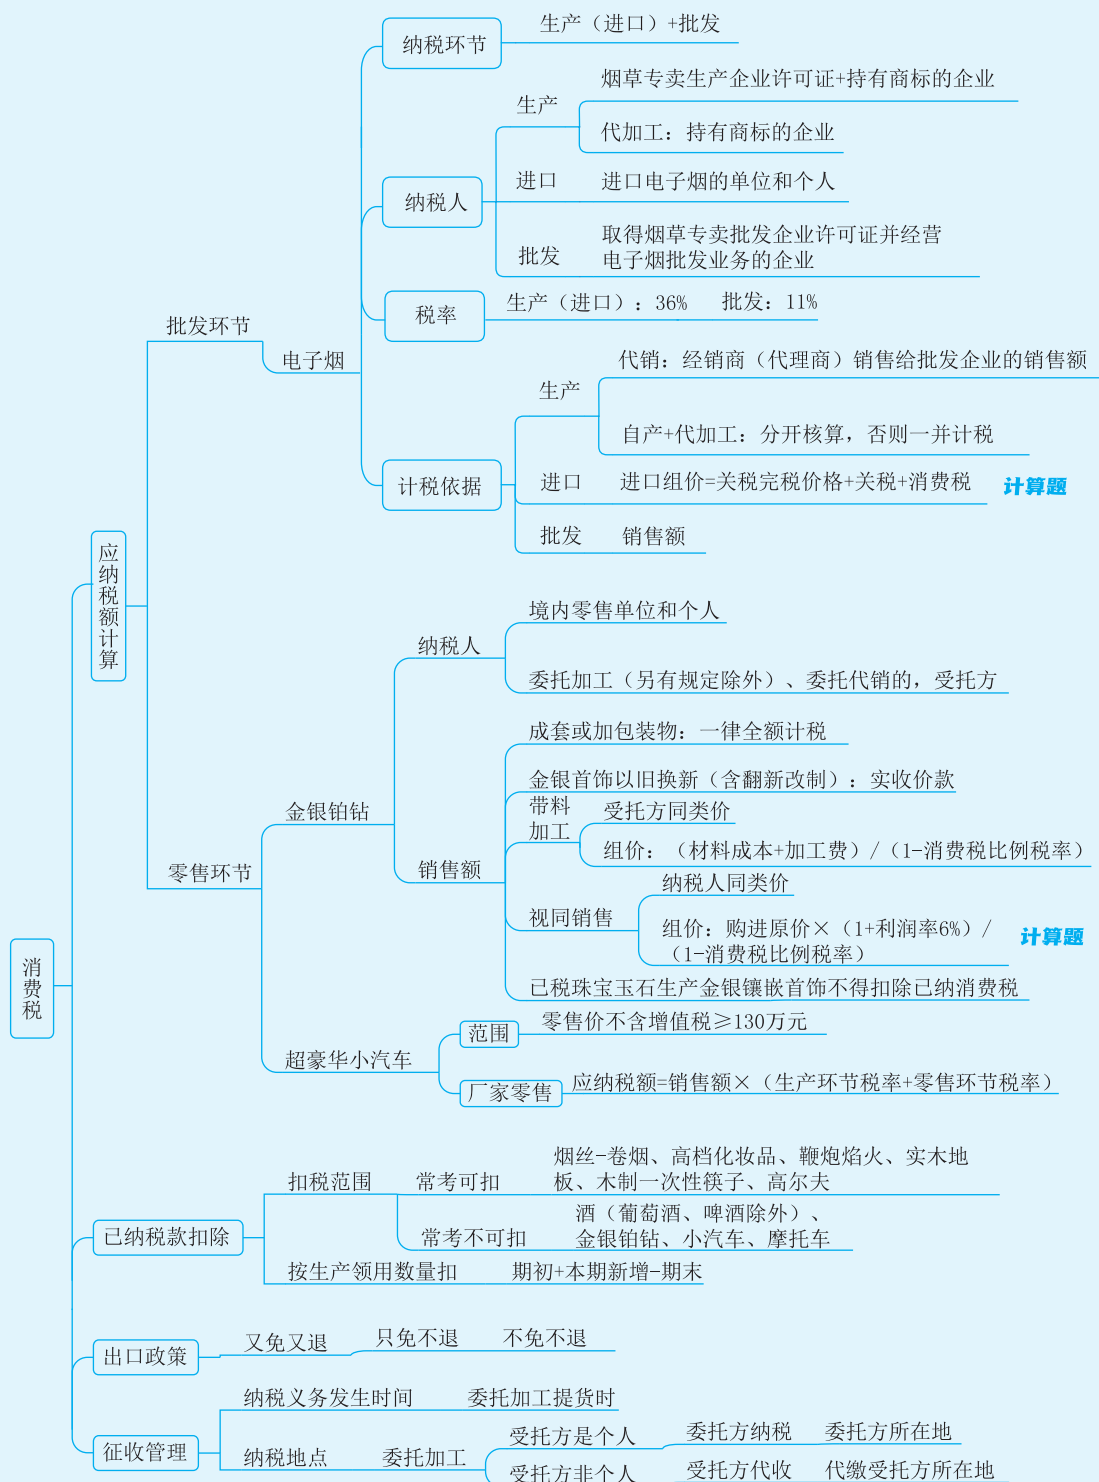 消费税
应纳税额计算
批发环节
电子烟
纳税环节
生产（进口）+批发
纳税人
生产
烟草专卖生产企业许可证+持有商标的企业
代加工：持有商标的企业
进口
进口电子烟的单位和个人
批发
取得烟草专卖批发企业许可证并经营
电子烟批发业务的企业
税率
生产（进口）：36%
批发：11%
计税依据
生产
代销：经销商（代理商）销售给批发企业的销售额
自产+代加工：分开核算，否则一并计税
进口
进口组价=关税完税价格+关税+消费税
计算题
批发
销售额
零售环节
金银铂钻
纳税人
境内零售单位和个人
委托加工（另有规定除外）、委托代销的，受托方
销售额
成套或加包装物：一律全额计税
金银首饰以旧换新（含翻新改制）：实收价款
带料
加工
受托方同类价
组价：（材料成本+加工费）/（1-消费税比例税率）
视同销售
纳税人同类价
组价：购进原价×（1+利润率6%）/
（1-消费税比例税率）
计算题
已税珠宝玉石生产金银镶嵌首饰不得扣除已纳消费税
超豪华小汽车
范围
零售价不含增值税≥130万元
厂家零售
应纳税额=销售额×（生产环节税率+零售环节税率）
已纳税款扣除
扣税范围
常考可扣
烟丝-卷烟、高档化妆品、鞭炮焰火、实木地
板、木制一次性筷子、高尔夫
常考不可扣
酒（葡萄酒、啤酒除外）、
金银铂钻、小汽车、摩托车
按生产领用数量扣
期初+本期新增-期末
出口政策
又免又退
只免不退
不免不退
征收管理
纳税义务发生时间
委托加工提货时
纳税地点
委托加工
受托方是个人
委托方纳税
委托方所在地
受托方非个人
受托方代收
代缴受托方所在地